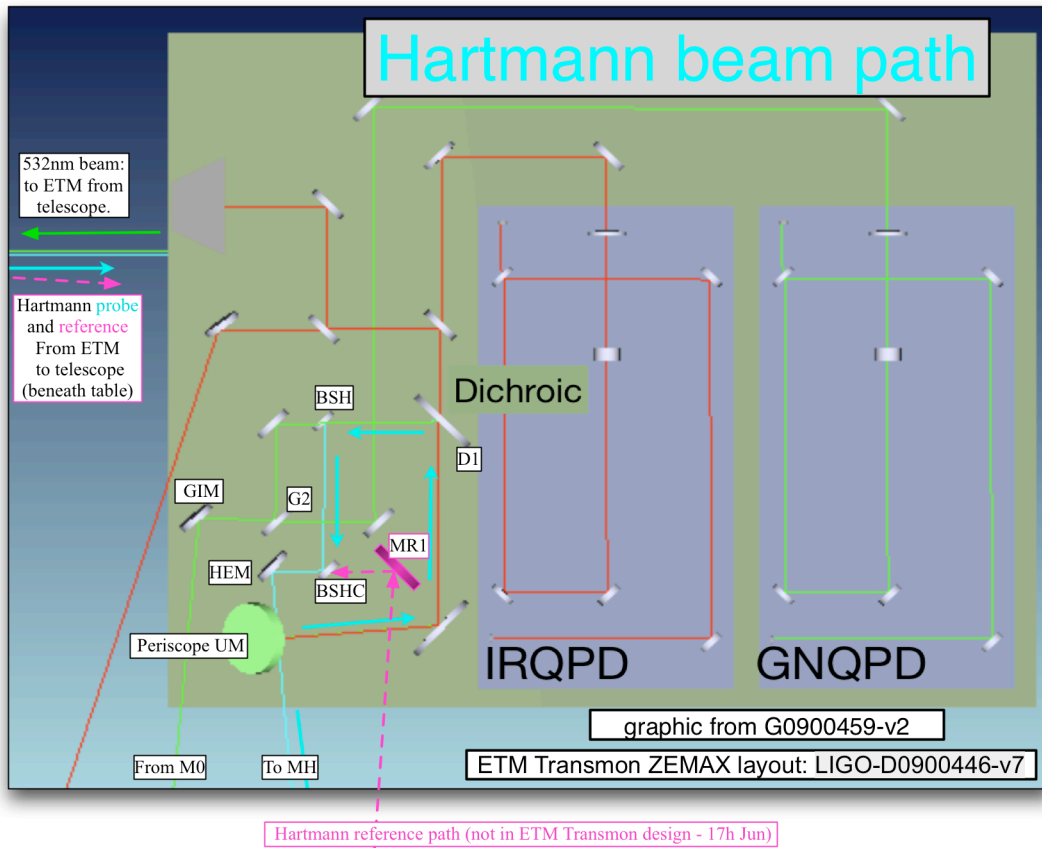 Hartmann beam path
532nm beam:
to ETM from
telescope.
Hartmann probe
and reference
From ETM
to telescope
(beneath table)
Dichroic
BSH
D1
GIM
G2
MR1
HEM
BSHC
Periscope UM
IRQPD
GNQPD
graphic from G0900459-v2
From M0
To MH
ETM Transmon ZEMAX layout: LIGO-D0900446-v7
Hartmann reference path (not in ETM Transmon design - 17h Jun)